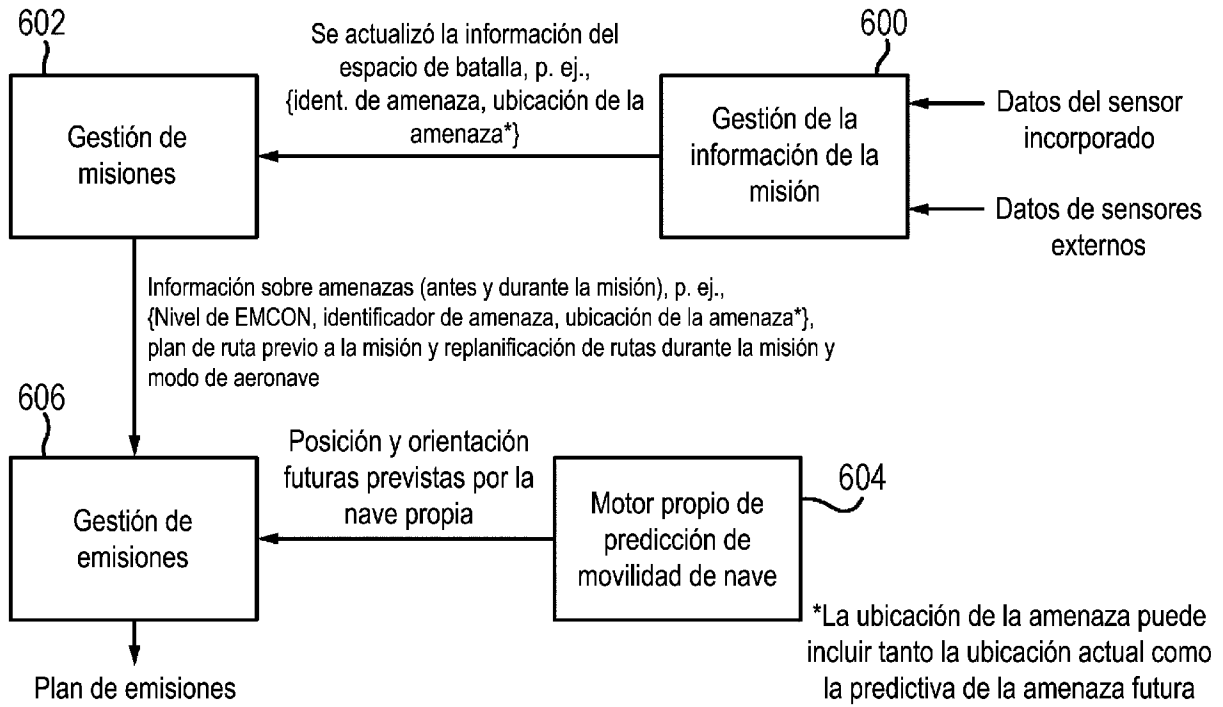 602
Se actualizó la información del
espacio de batalla, p. ej.,
{ident. de amenaza, ubicación de la
amenaza*}
600
Gestión de
misiones
Gestión de la
información de la
misión
Datos del sensor
incorporado
Datos de sensores
externos
Información sobre amenazas (antes y durante la misión), p. ej.,
{Nivel de EMCON, identificador de amenaza, ubicación de la amenaza*},
plan de ruta previo a la misión y replanificación de rutas durante la misión y
modo de aeronave
606
Gestión de
emisiones
Posición y orientación
futuras previstas por la
nave propia
604
Motor propio de
predicción de
movilidad de nave
Plan de emisiones
*La ubicación de la amenaza puede
incluir tanto la ubicación actual como
la predictiva de la amenaza futura